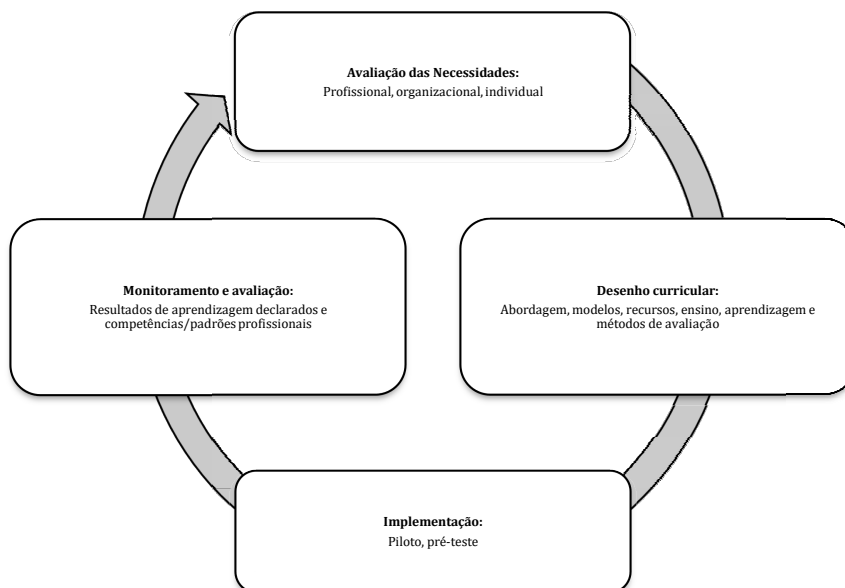 Avaliação das Necessidades:
Profissional, organizacional, individual
Monitoramento e avaliação:
Resultados de aprendizagem declarados e
competências/padrões profissionais
Desenho curricular:
Abordagem, modelos, recursos, ensino, aprendizagem e
métodos de avaliação
Implementação:
Piloto, pré-teste